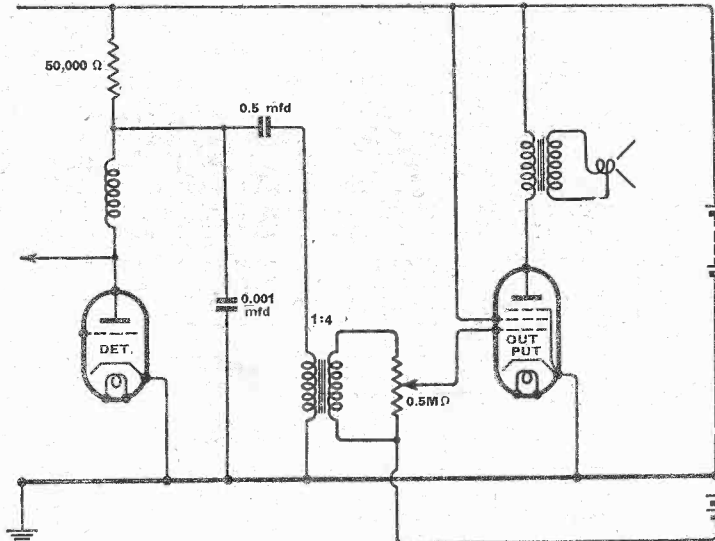 50,000 Ω
0.5 mfd
0.001
mfd
1:4
DET.
0.5MΩ
OUT
PUT